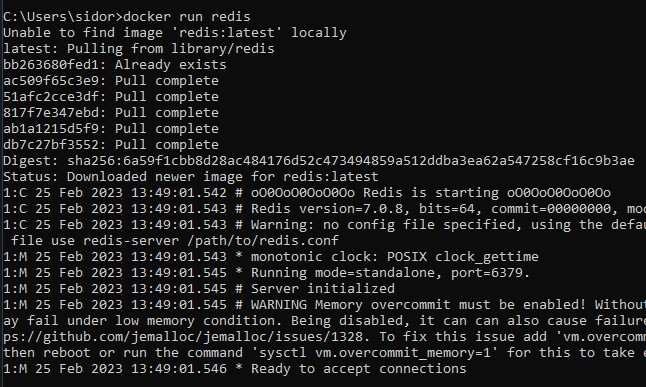 C:\Users\sidor>docker run redis
Unable to find image 'redis:latest' locally
latest: Pulling from library/redis
bb263680fed1: Already exists
ac509f65c3e9: Pull complete
51afc2cce3df: Pull complete
817f7e347ebd: Pull complete
ab1a1215d5f9: Pull complete
db7c27bf3552: Pull complete
Digest: sha256:6a59f1cbb8d28ac484176d52c473494859a512ddba3ea62a547258cf16c9b3ae
Status: Downloaded newer image for redis:latest
1:C 25 Feb 2023 13:49:01.542 # oO0OoO0OoO0Oo Redis is starting oO0OoO0OoO0Oo
1:C 25 Feb 2023 13:49:01.543 # Redis version=7.0.8, bits=64, commit=00000000, mod
1:C 25 Feb 2023 13:49:01.543 # Warning: no config file specified, using the defau
file use redis-server /path/to/redis.conf
1:M 25 Feb 2023 13:49:01.543 * monotonic clock: POSIX clock_gettime
1:M 25 Feb 2023 13:49:01.545 * Running mode=standalone, port=6379.
1:M 25 Feb 2023 13:49:01.545 # Server initialized
1:M 25 Feb 2023 13:49:01.545 # WARNING Memory overcommit must be enabled! Without
ay fail under low memory condition. Being disabled, it can can also cause failure
ps://github.com/jemalloc/jemalloc/issues/1328. To fix this issue add 'vm.overcomm
then reboot or run the command 'sysctl vm.overcommit_memory=1' for this to take e
1:M 25 Feb 2023 13:49:01.546 * Ready to accept connections